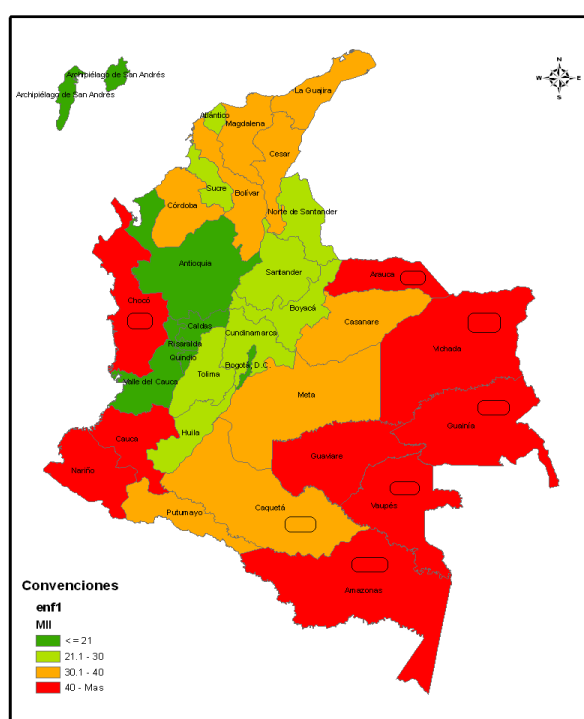 N
W E
S
Archipiélago de San Andrés
Archipiélago de San Andrés
La Guajira
Atlántico
Magdalena
Cesar
Sucre
Bolívar
Córdoba
Norte de Santander
Antioquia
Santander
Arauca
Chocó
Boyacá
Casanare
Caldas
Cundinamarca
Vichada
Risaralda
Quindio
Bogotá, D.C.
Tolima
Valle del Cauca
Meta
Guainía
Cauca
Huila
Guaviare
Nariño
Vaupés
Caquetá
Putumayo
Amazonas
Convenciones
enf1
MII
<= 21
21.1 - 30
30.1 - 40
40 - Mas